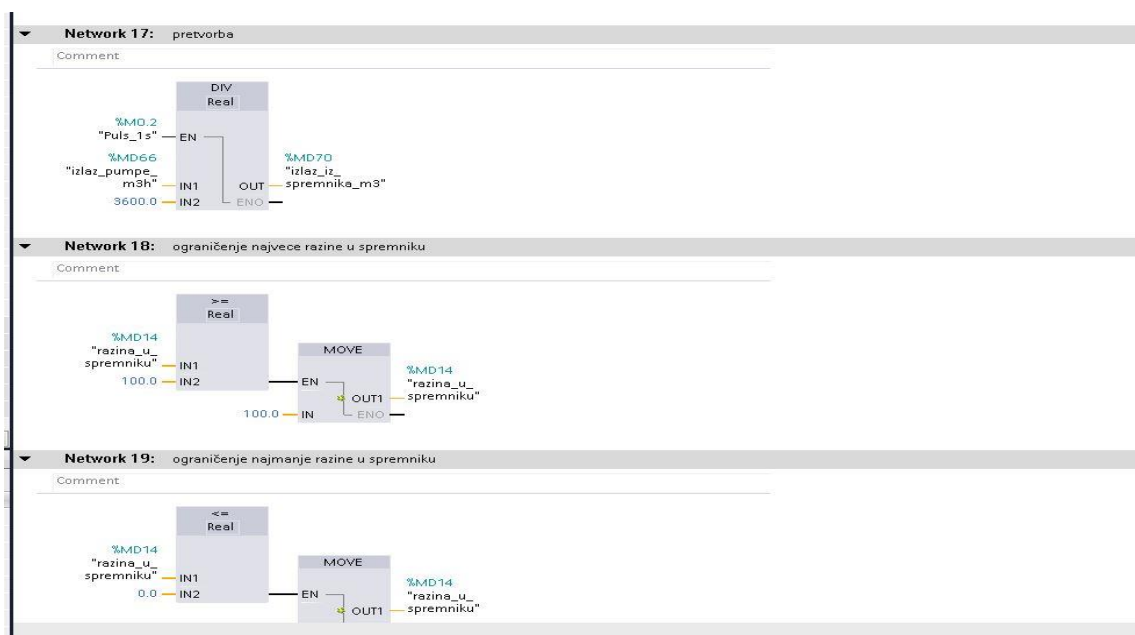 Network 17: pretvorba
Comment
DIV
Real
%M0.2
"Puls_1s"
EN
%MD66
%MD70
"izlaz_pumpe_
"izlaz_iz_
m3h"
IN1
OUT
spremnika_m3"
3600.0
IN2
ENO
Network 18: ograničenje najvece razine u spremniku
Comment
>=
Real
%MD14
"razina_u_
MOVE
spremniku"
IN1
%MD14
100.0
IN2
EN
"razina_u_
OUT1
spremniku"
100.0
IN
ENO
Network 19: ograničenje najmanje razine u spremniku
Comment
<=
Real
%MD14
"razina_u_
MOVE
spremniku"
IN1
%MD14
0.0
IN2
EN
"razina_u_
OUT1
spremniku"